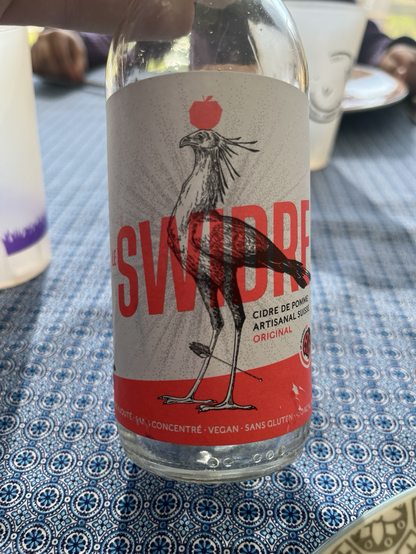 SWIDRE
CIDRE DE POMME
ARTISANAL SUISSE
ORIGINAL
CONCENTRÉ · VEGAN · SANS GLUTEN